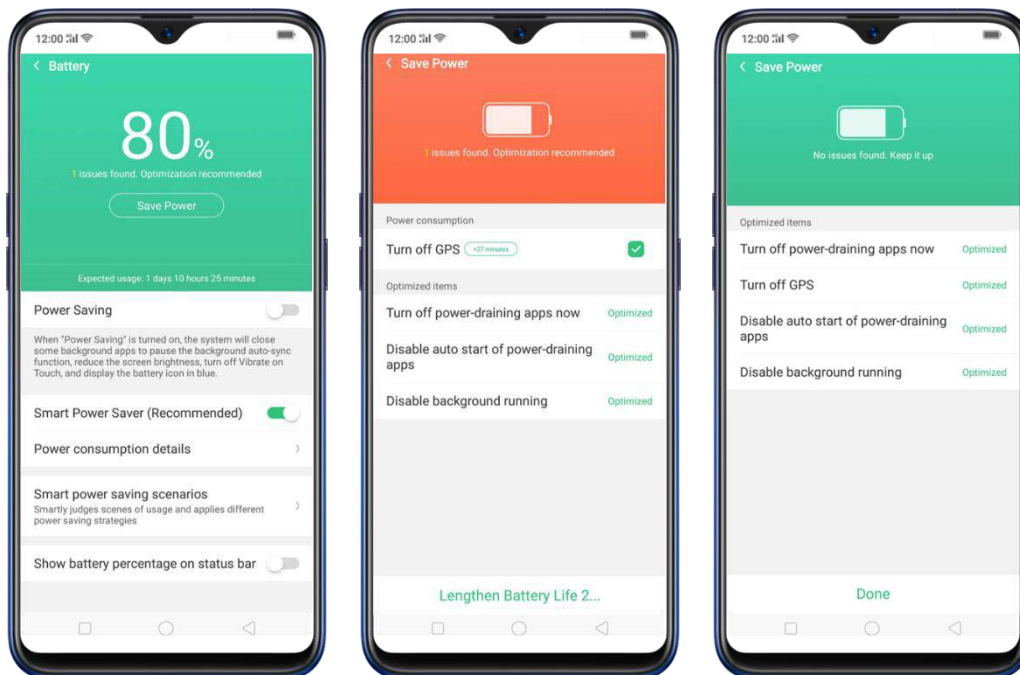 12:00
Battery
80%
1 issues found. Optimization recommended
Save Power
Expected usage: 1 days 10 hours 25 minutes
Power Saving
When "Power Saving" is turned on, the system will close
some background apps to pause the background auto-sync
function, reduce the screen brightness, turn off Vibrate on
Touch, and display the battery icon in blue.
Smart Power Saver (Recommended)
Power consumption details
Smart power saving scenarios
Smartly judges scenes of usage and applies different
power saving strategies
Show battery percentage on status bar
12:00
Save Power
1 issues found. Optimization recommended
Power consumption
Turn off GPS +27 minutes
Optimized items
Turn off power-draining apps now Optimized
Disable auto start of power-draining
apps Optimized
Disable background running Optimized
Lengthen Battery Life 2...
12:00
Save Power
No issues found. Keep it up
Optimized items
Turn off power-draining apps now Optimized
Turn off GPS Optimized
Disable auto start of power-draining
apps Optimized
Disable background running Optimized
Done